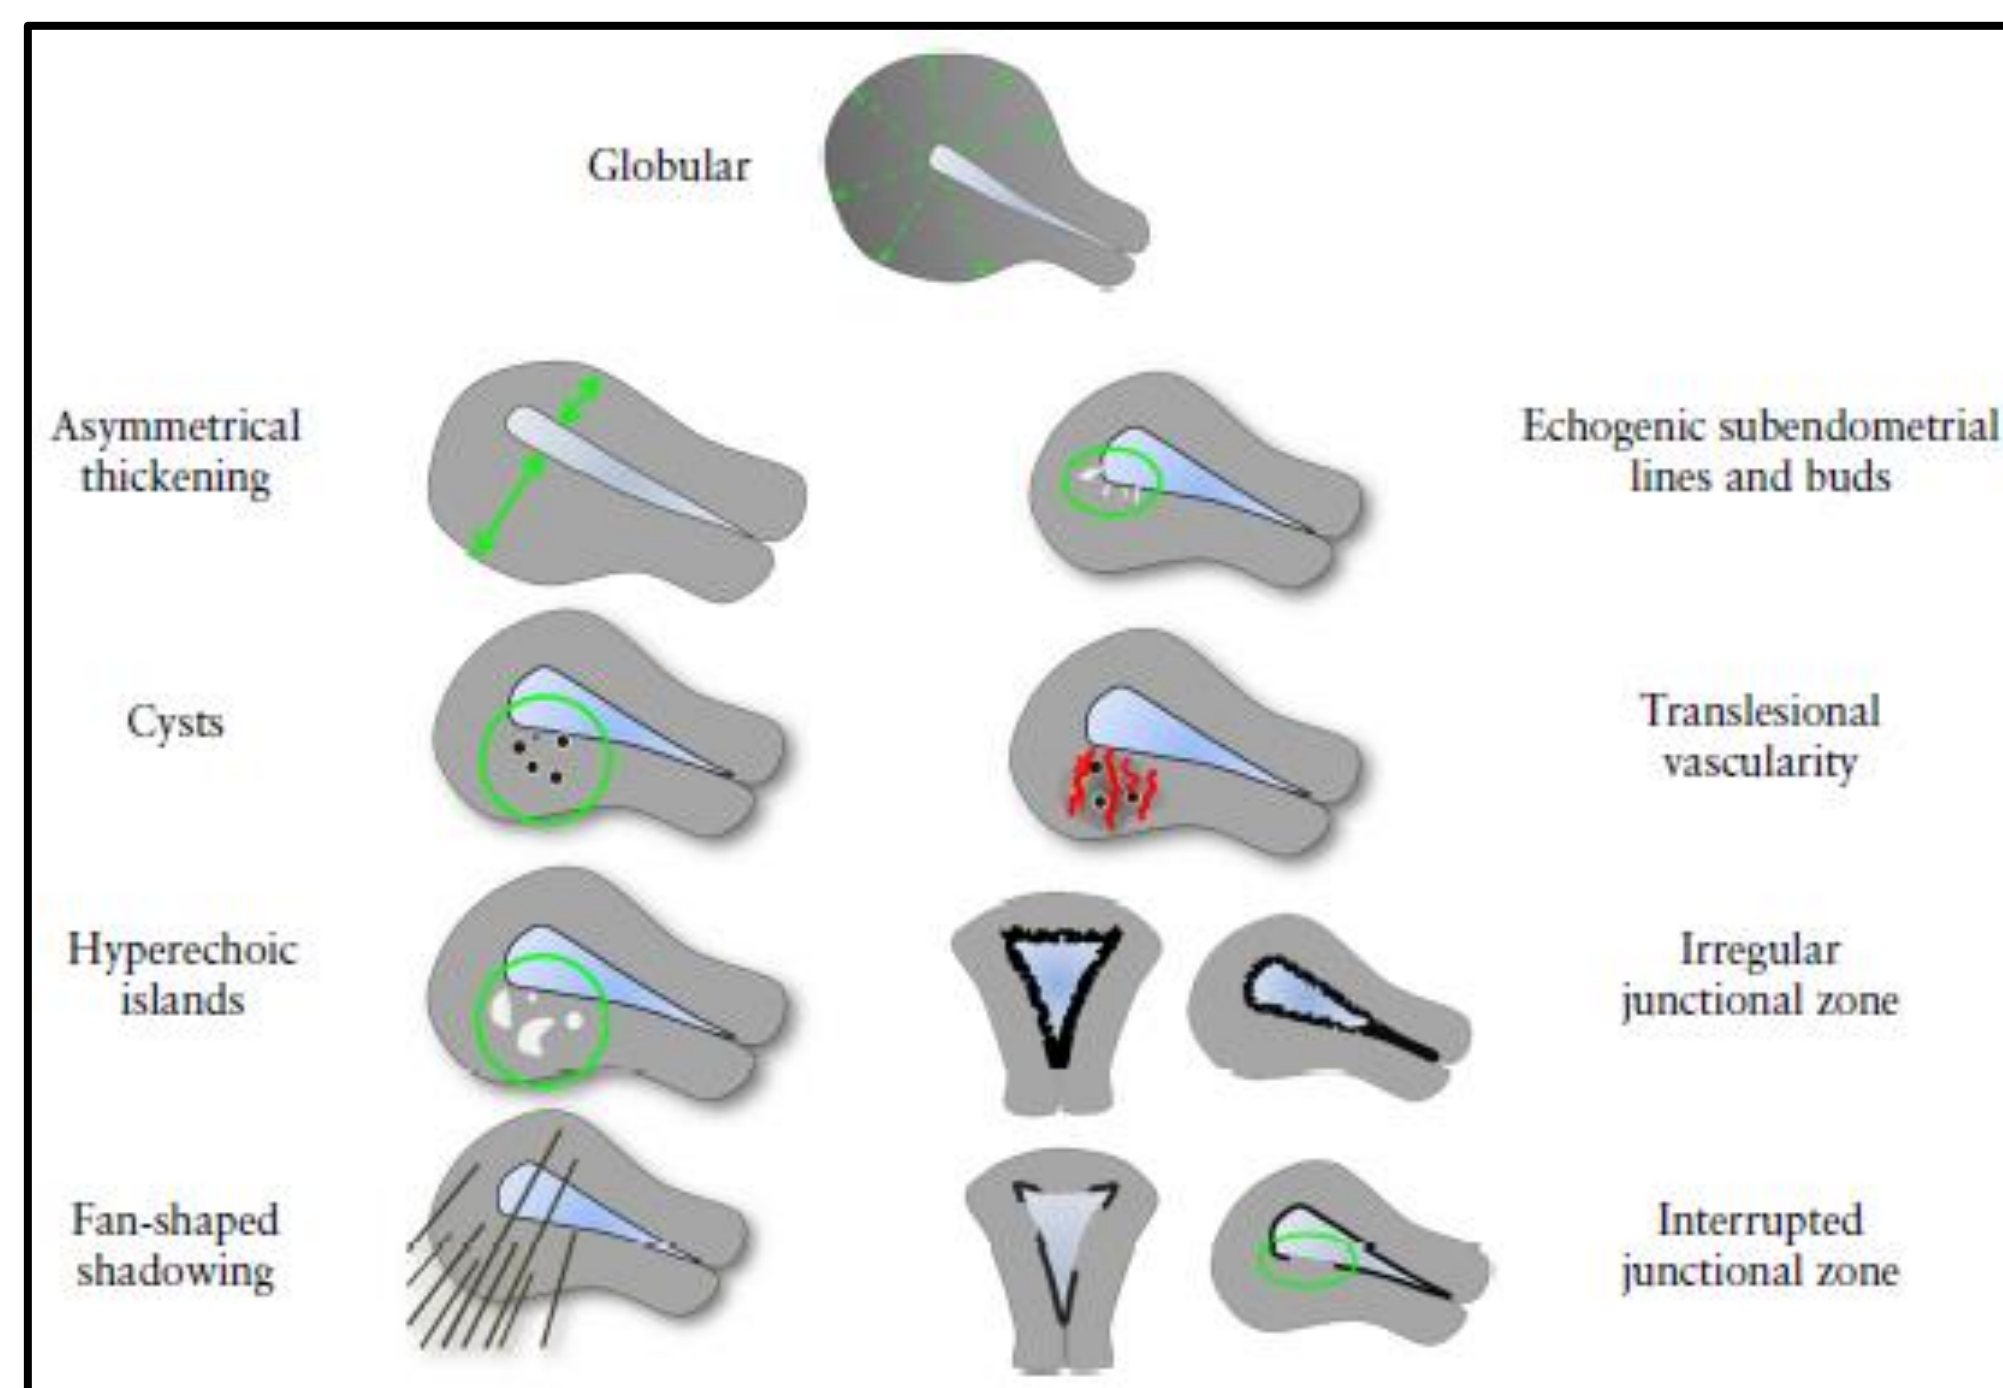 Globular
Asymmetrical
thickening
Echogenic subendometrial
lines and buds
Cysts
Translesional
vascularity
Hyperechoic
islands
Irregular
junctional zone
Fan-shaped
shadowing
Interrupted
junctional zone